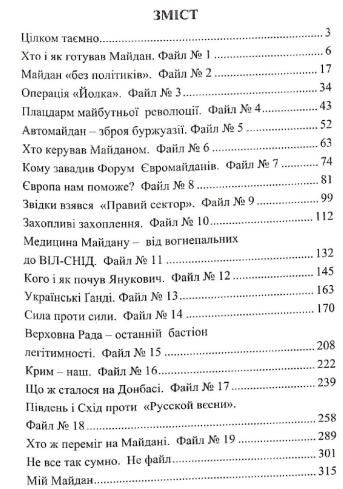 ЗМІСТ
Цілком таємно 3
Хто і як готував Майдан. Файл № 1 6
Майдан «без політиків». Файл № 2 17
Операція «Йолка». Файл № 3 34
Плацдарм майбутньої революції. Файл № 4 43
Автомайдан – зброя буржуазії. Файл № 5 52
Хто керував Майданом. Файл № 6 63
Кому завадив Форум Євромайданів. Файл № 7 74
Європа нам поможе? Файл № 8 81
Звідки взявся «Правий сектор». Файл № 9 99
Захопливі захоплення. Файл № 10 112
Медицина Майдану – від вогнепальних
до ВІЛ-СНІД. Файл № 11 132
Кого і як почув Янукович. Файл № 12 145
Українські Ґанді. Файл № 13 163
Сила проти сили. Файл № 14 170
Верховна Рада – останній бастіон
легітимності. Файл № 15 208
Крим – наш. Файл № 16 222
Що ж сталося на Донбасі. Файл № 17 239
Південь і Схід проти «Русской вєсни».
Файл № 18 258
Хто ж переміг на Майдані. Файл № 19 289
Не все так сумно. Не файл 301
Мій Майдан 315